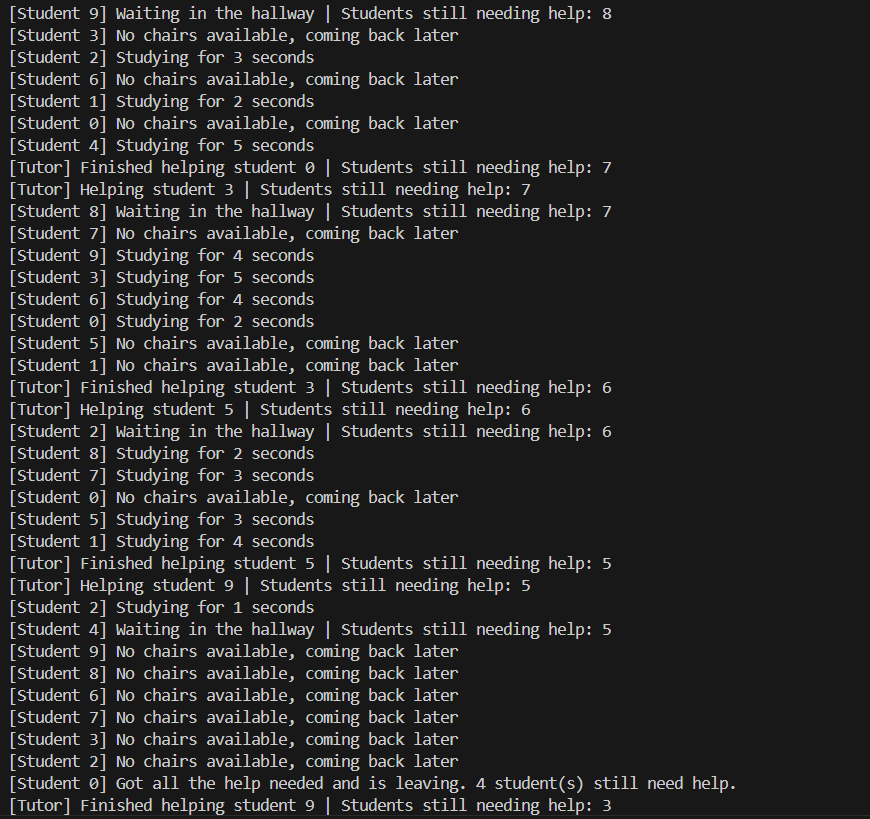 [Student 9] Waiting in the hallway | Students still needing help: 8
[Student 3] No chairs available, coming back later
[Student 2] Studying for 3 seconds
[Student 6] No chairs available, coming back later
[Student 1] Studying for 2 seconds
[Student 0] No chairs available, coming back later
[Student 4] Studying for 5 seconds
[Tutor] Finished helping student 0 | Students still needing help: 7
[Tutor] Helping student 3 | Students still needing help: 7
[Student 8] Waiting in the hallway | Students still needing help: 7
[Student 7] No chairs available, coming back later
[Student 9] Studying for 4 seconds
[Student 3] Studying for 5 seconds
[Student 6] Studying for 4 seconds
[Student 0] Studying for 2 seconds
[Student 5] No chairs available, coming back later
[Student 1] No chairs available, coming back later
[Tutor] Finished helping student 3 | Students still needing help: 6
[Tutor] Helping student 5 | Students still needing help: 6
[Student 2] Waiting in the hallway | Students still needing help: 6
[Student 8] Studying for 2 seconds
[Student 7] Studying for 3 seconds
[Student 0] No chairs available, coming back later
[Student 5] Studying for 3 seconds
[Student 1] Studying for 4 seconds
[Tutor] Finished helping student 5 | Students still needing help: 5
[Tutor] Helping student 9 | Students still needing help: 5
[Student 2] Studying for 1 seconds
[Student 4] Waiting in the hallway | Students still needing help: 5
[Student 9] No chairs available, coming back later
[Student 8] No chairs available, coming back later
[Student 6] No chairs available, coming back later
[Student 7] No chairs available, coming back later
[Student 3] No chairs available, coming back later
[Student 2] No chairs available, coming back later
[Student 0] Got all the help needed and is leaving. 4 student(s) still need help.
[Tutor] Finished helping student 9 | Students still needing help: 3